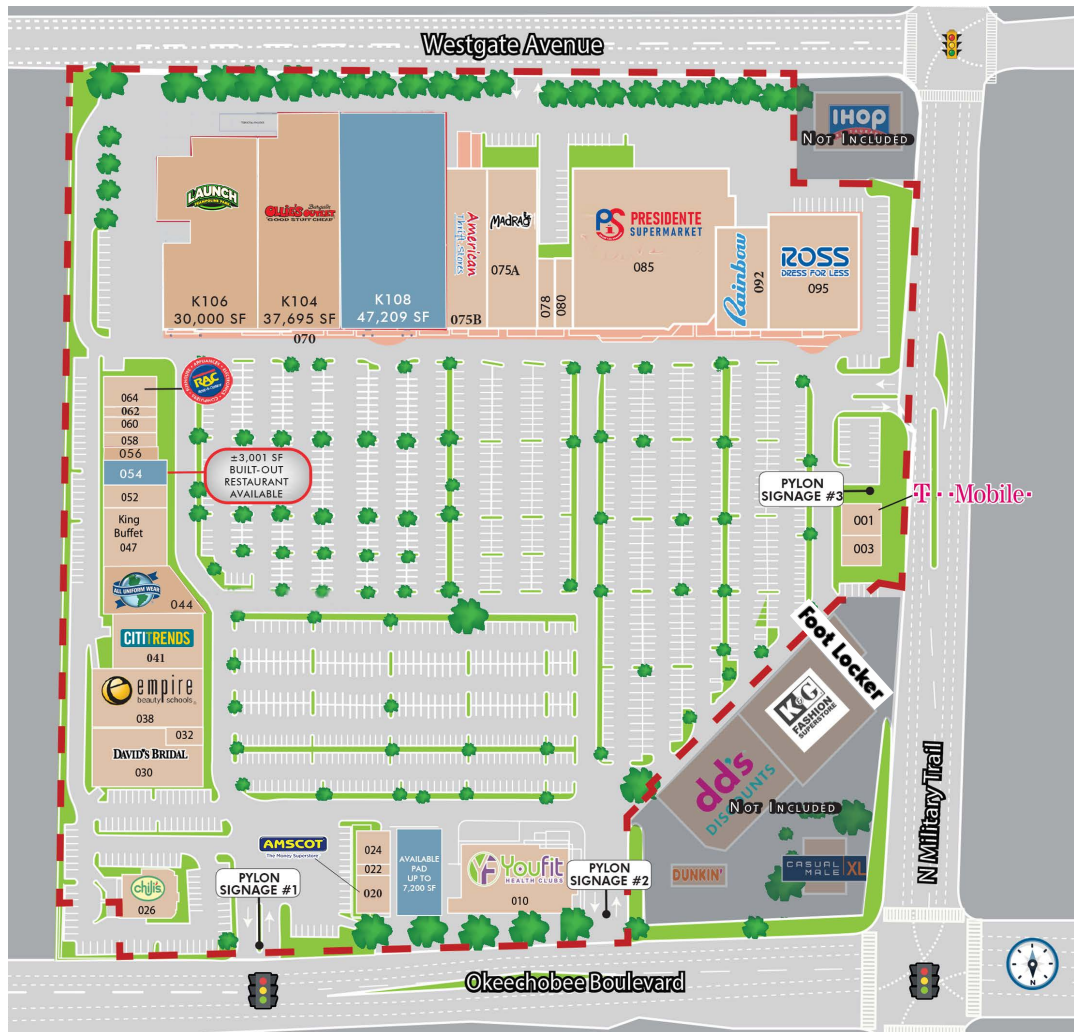 Westgate Avenue
IHOP
NOT INCLUDED
LAUNCH
TRAMPOLINE PARK
Ollie's Bargain
OUTLET
GOOD STUFF CHEAP
American
Thrift Stores
MADRAG
PS PRESIDENTE
SUPERMARKET
Rainbow
ROSS
DRESS FOR LESS
K106
30,000 SF
K104
37,695 SF
K108
47,209 SF
075B
075A
078
080
085
092
095
070
RAC
064
062
060
058
056
054
±3,001 SF
BUILT-OUT
RESTAURANT
AVAILABLE
052
King
Buffet
047
ALL UNIFORM WEAR
044
CITITRENDS
041
empire
beauty schools
038
032
DAVID'S BRIDAL
030
PYLON
SIGNAGE #3
T··Mobile·
001
003
Foot Locker
K&G
FASHION
SUPERSTORE
dd's
DISCOUNTS
NOT INCLUDED
N Military Trail
chili's
026
PYLON
SIGNAGE #1
AMSCOT
The Money Superstore
024
022
020
AVAILABLE
PAD
UP TO
7,200 SF
YF Youfit
HEALTH CLUBS
010
PYLON
SIGNAGE #2
DUNKIN'
CASUAL
MALE XL
Okeechobee Boulevard
N